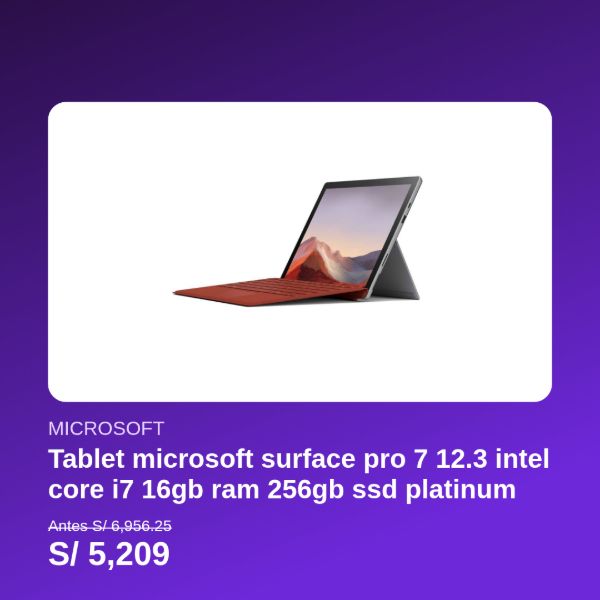 MICROSOFT
Tablet microsoft surface pro 7 12.3 intel
core i7 16gb ram 256gb ssd platinum
Antes S/ 6,956.25
S/ 5,209